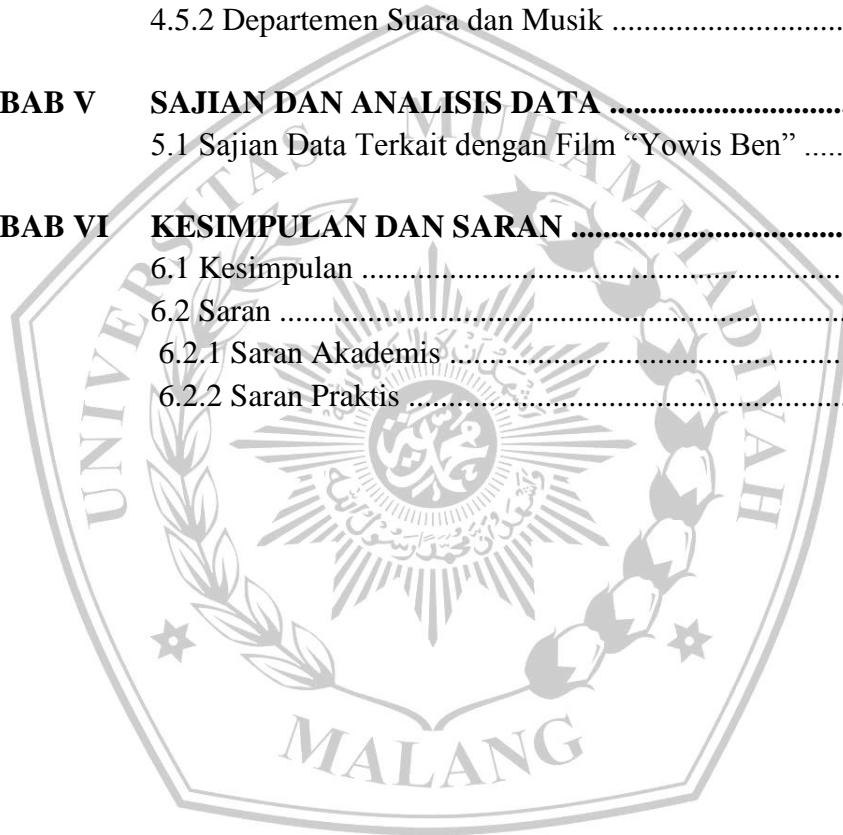 4.5.2 Departemen Suara dan Musik ............................
BAB V SAJIAN DAN ANALISIS DATA ................................
5.1 Sajian Data Terkait dengan Film “Yowis Ben” .....
BAB VI KESIMPULAN DAN SARAN .....................................
6.1 Kesimpulan ...........................................................
6.2 Saran .....................................................................
6.2.1 Saran Akademis .................................................
6.2.2 Saran Praktis ......................................................
UNIVERSITAS MUHAMMADIYAH
MALANG